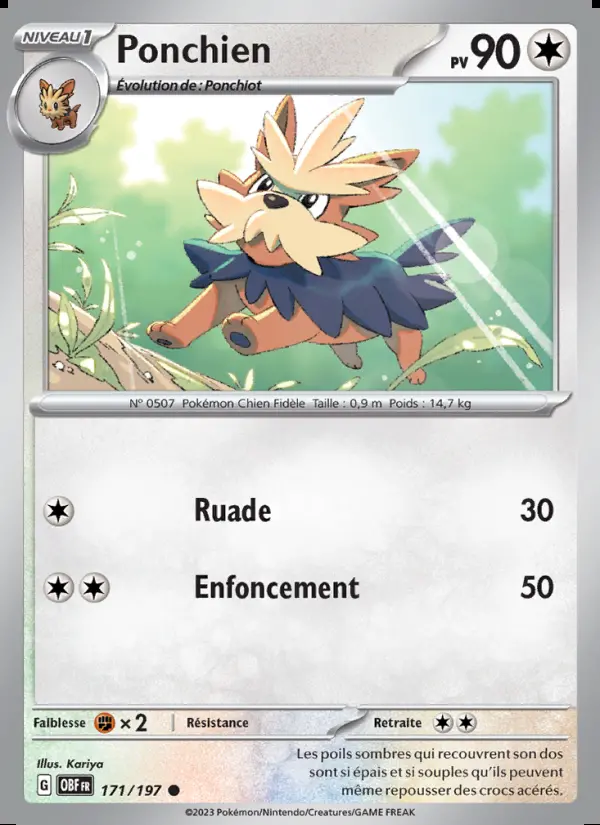 NIVEAU 1
Ponchien
PV 90
Évolution de : Ponchiot
N° 0507 Pokémon Chien Fidèle Taille : 0,9 m Poids : 14,7 kg
Ruade 30
Enfoncement 50
Faiblesse ×2 Résistance Retraite
Illus. Kariya
Les poils sombres qui recouvrent son dos
sont si épais et si souples qu'ils peuvent
même repousser des crocs acérés.
G OBF FR 171/197
©2023 Pokémon/Nintendo/Creatures/GAME FREAK